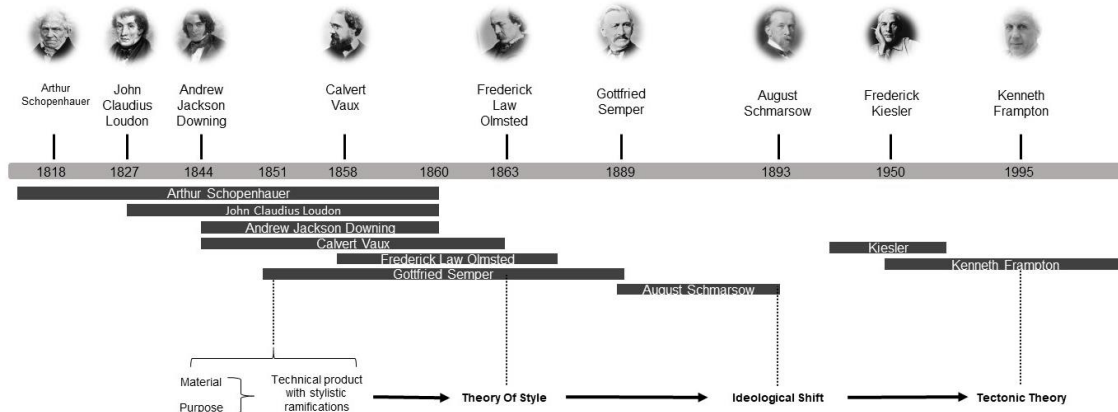 Arthur
Schopenhauer
John
Claudius
Loudon
Andrew
Jackson
Downing
Calvert
Vaux
Frederick
Law
Olmsted
Gottfried
Semper
August
Schmarsow
Frederick
Kiesler
Kenneth
Frampton
1818
1827
1844
1851
1858
1860
1863
1889
1893
1950
1995
Arthur Schopenhauer
John Claudius Loudon
Andrew Jackson Downing
Calvert Vaux
Frederick Law Olmsted
Gottfried Semper
August Schmarsow
Kiesler
Kenneth Frampton
Material
Purpose
Technical product
with stylistic
ramifications
Theory Of Style
Ideological Shift
Tectonic Theory